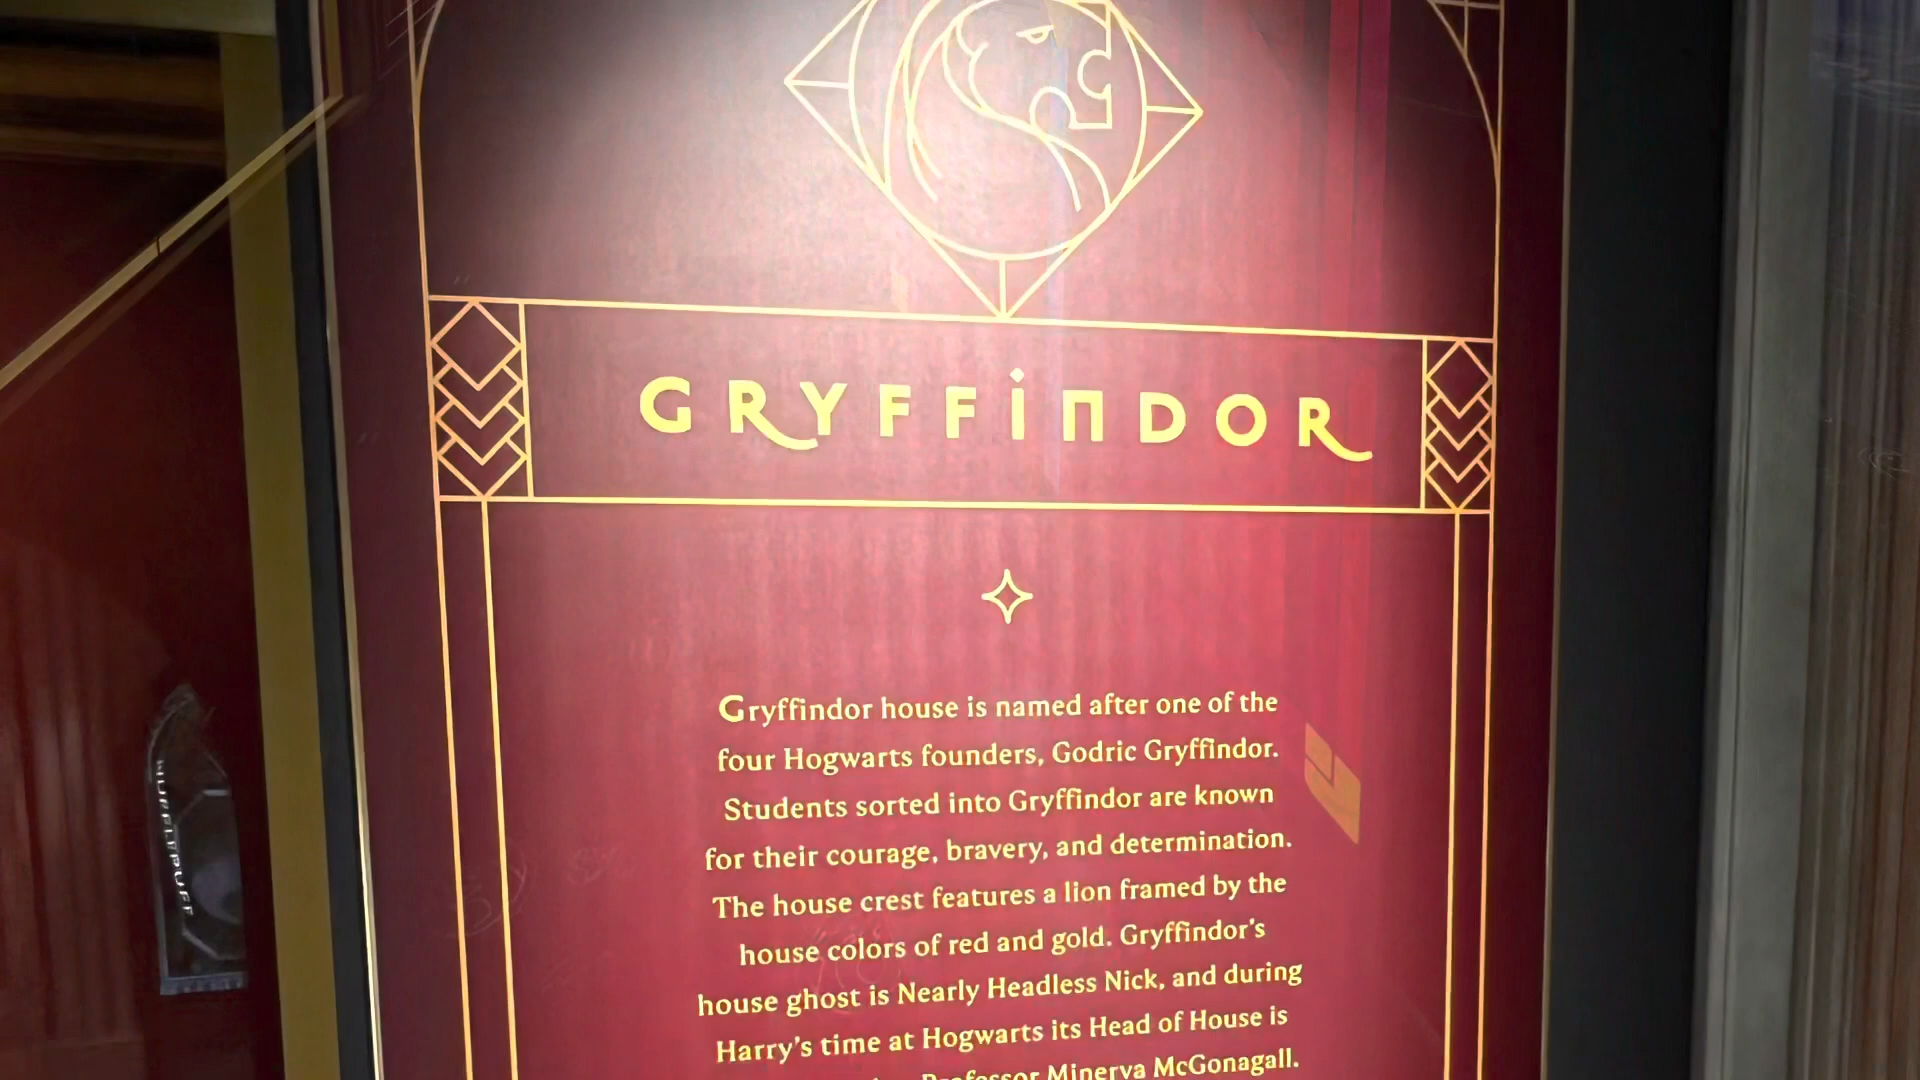 GRYFFINDOR
Gryffindor house is named after one of the
four Hogwarts founders, Godric Gryffindor.
Students sorted into Gryffindor are known
for their courage, bravery, and determination.
The house crest features a lion framed by the
house colors of red and gold. Gryffindor's
house ghost is Nearly Headless Nick, and during
Harry's time at Hogwarts its Head of House is
Professor Minerva McGonagall.
HUFFLEPUFF